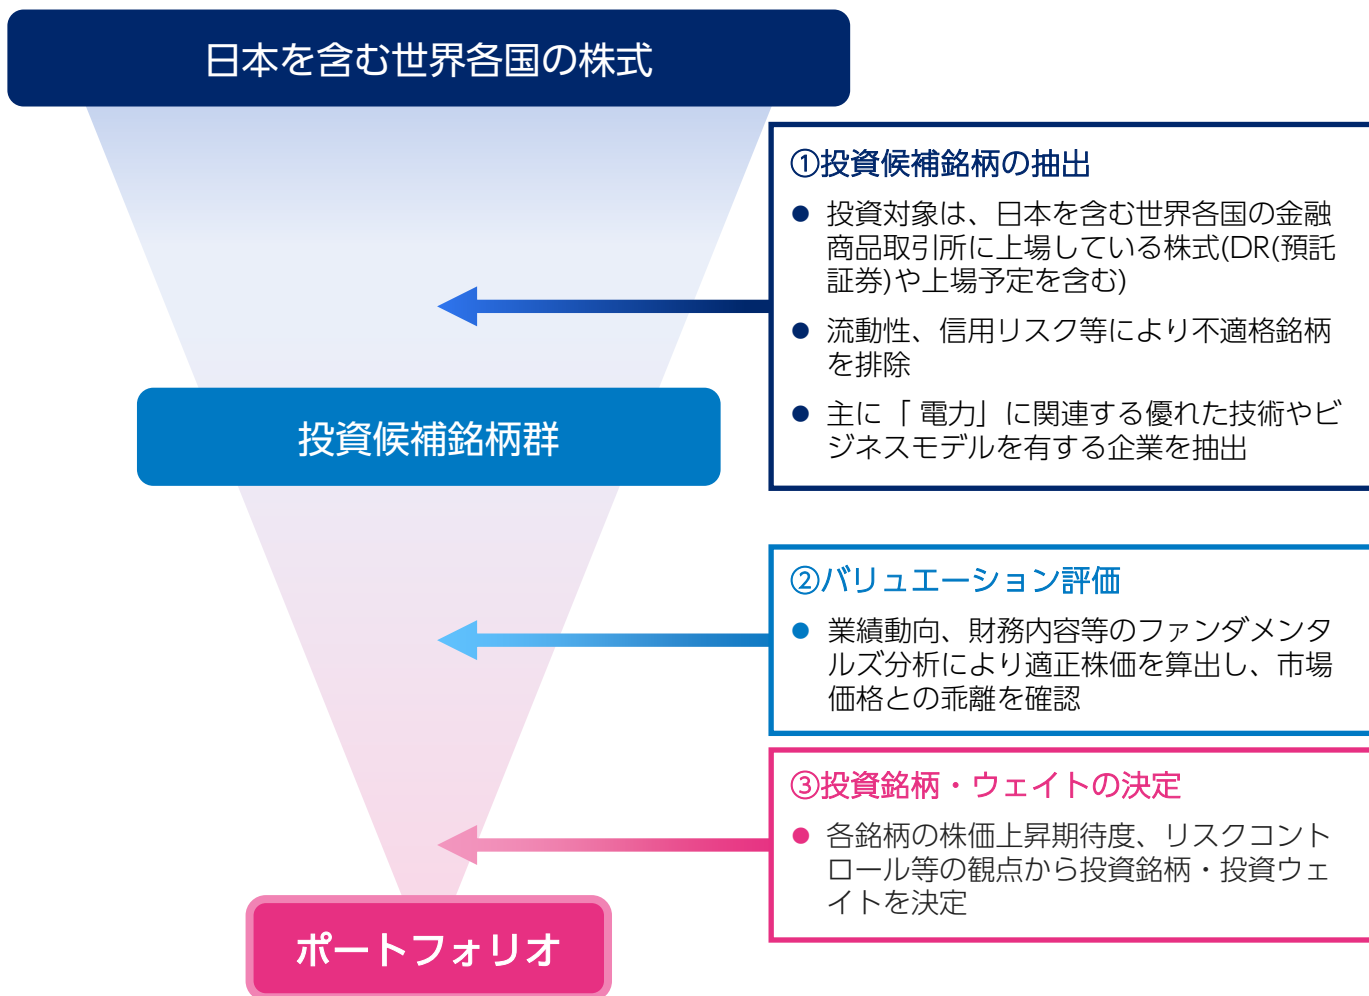 日本を含む世界各国の株式
①投資候補銘柄の抽出
● 投資対象は、日本を含む世界各国の金融
商品取引所に上場している株式(DR(預託
証券)や上場予定を含む)
● 流動性、信用リスク等により不適格銘柄
を排除
● 主に「 電力」に関連する優れた技術やビ
ジネスモデルを有する企業を抽出
投資候補銘柄群
②バリュエーション評価
● 業績動向、財務内容等のファンダメンタ
ルズ分析により適正株価を算出し、市場
価格との乖離を確認
③投資銘柄・ウェイトの決定
● 各銘柄の株価上昇期待度、リスクコント
ロール等の観点から投資銘柄・投資ウェ
イトを決定
ポートフォリオ